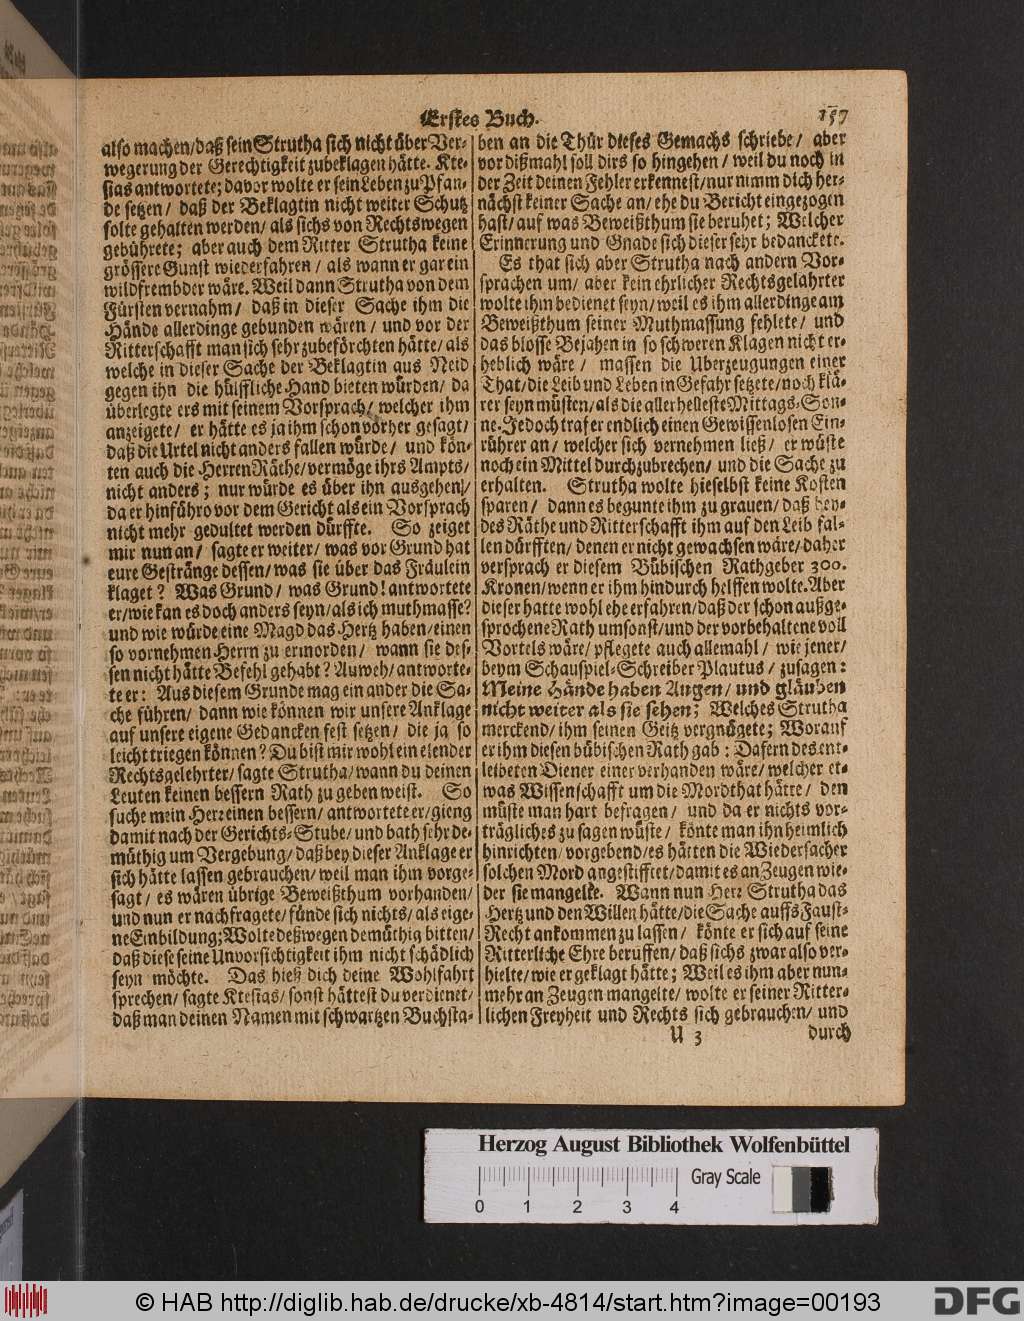 Erstes Buch.
157
also machen/daß sein Strutha sich nicht über Ver-
wegerung der Gerechtigkeit zubeklagen hätte. Kte-
sias antwortete; davor wolte er sein Leben zu Pfan-
de setzen/ daß der Beklagtin nicht weiter Schutz
solte gehalten werden/ als sichs von Rechtswegen
gebührete; aber auch dem Ritter Strutha keine
grössere Gunst wiederfahren/ als wann er gar ein
wildfrembder wäre. Weil dann Strutha von dem
Fürsten vernahm/ daß in dieser Sache ihm die
Hände allerdinge gebunden wären/ und vor der
Ritterschafft man sich sehr zubeförchten hätte/ als
welche in dieser Sache der Beklagtin aus Neid
gegen ihn die hülffliche Hand bieten würden/ da
überlegte ers mit seinem Vorsprach/ welcher ihm
anzeigete/ er hätte es ja ihm schon vorher gesagt/
daß die Urtel nicht anders fallen würde/ und kön-
ten auch die Herren Räthe/vermöge ihrs Ampts/
nicht anders; nur würde es über ihn ausgehen/
da er hinführo vor dem Gericht als ein Vorsprach
nicht mehr gedultet werden dürffte. So zeiget
mir nun an/ sagte er weiter/ was vor Grund hat
eure Gestränge dessen/ was sie über das Fräulein
klaget? Was Grund/ was Grund! antwortete
er/wie kan es doch anders seyn/als ich muthmasse?
und wie würde eine Magd das Hertz haben/einen
so vornehmen Herrn zu ermorden/ wann sie des-
sen nicht hätte Befehl gehabt? Auweh/ antworte-
te er: Aus diesem Grunde mag ein ander die Sa-
che führen/ dann wie können wir unsere Anklage
auf unsere eigene Gedancken fest setzen/ die ja so
leicht triegen können? Du bist mir wohl ein elender
Rechtsgelehrter/ sagte Strutha/wann du deinen
Leuten keinen bessern Rath zu geben weist. So
suche mein Herr einen bessern/ antwortete er/gieng
damit nach der Gerichts-Stube/ und bath sehr de-
müthig um Vergebung/ daß bey dieser Anklage er
sich hätte lassen gebrauchen/ weil man ihm vorge-
sagt/ es wären übrige Beweißthum vorhanden/
und nun er nachfragete/ fünde sich nichts/ als eige-
ne Einbildung; Wolte deßwegen demüthig bitten/
daß diese seine Unvorsichtigkeit ihm nicht schädlich
seyn möchte. Das hieß dich deine Wohlfahrt
sprechen/ sagte Ktesias/ sonst hättest du verdienet/
daß man deinen Namen mit schwartzen Buchsta-
ben an die Thür dieses Gemachs schriebe/ aber
vor dißmahl soll dirs so hingehen/ weil du noch in
der Zeit deinen Fehler erkennest/nur nimm dich her-
nächst keiner Sache an/ ehe du Bericht eingezogen
hast/ auf was Beweißthum sie beruhet; Welcher
Erinnerung und Gnade sich dieser sehr bedanckete.
Es that sich aber Strutha nach andern Vor-
sprachen um/ aber kein ehrlicher Rechtsgelahrter
wolte ihm bedienet seyn/weil es ihm allerdinge am
Beweißthum seiner Muthmassung fehlete/ und
das blosse Bejahen in so schweren Klagen nicht er-
heblich wäre/ massen die Uberzeugungen einer
That/die Leib und Leben in Gefahr setzete/noch klä-
rer seyn müsten/als die allerhelleste Mittags-Son-
ne. Jedoch traf er endlich einen Gewissenlosen Ein-
rührer an/ welcher sich vernehmen ließ/ er wüste
noch ein Mittel durchzubrechen/ und die Sache zu
erhalten. Strutha wolte hieselbst keine Kosten
sparen/ dann es begunte ihm zu grauen/ daß bey-
des Räthe und Ritterschafft ihm auf den Leib fal-
len dürfften/ denen er nicht gewachsen wäre/ daher
versprach er diesem Bübischen Rathgeber 300.
Kronen/wenn er ihm hindurch helffen wolte. Aber
dieser hatte wohl ehe erfahren/daß der schon außge-
sprochene Rath umsonst/und der vorbehaltene voll
Vortels wäre/ pflegete auch allemahl/ wie jener/
beym Schauspiel-Schreiber Plautus/ zusagen:
Meine Hände haben Augen/ und gläuben
nicht weiter als sie sehen; Welches Strutha
merckend/ ihm seinen Geitz vergnügete; Worauf
er ihm diesen bübischen Rath gab: Dafern des ent-
leibeten Diener einer verhanden wäre/ welcher et-
was Wissenschafft um die Mordthat hätte/ den
müste man hart befragen/ und da er nichts vor-
trägliches zu sagen wüste/ könte man ihn heimlich
hinrichten/ vorgebend/es hätten die Wiedersacher
solchen Mord angestifftet/damit es an Zeugen wie-
der sie mangelte. Wann nun Herr Strutha das
Hertz und den Willen hätte/die Sache auffs Faust-
Recht ankommen zu lassen/ könte er sich auf seine
Ritterliche Ehre beruffen/ daß sichs zwar also ver-
hielte/ wie er geklagt hätte; Weil es ihm aber nun-
mehr an Zeugen mangelte/ wolte er seiner Ritter-
lichen Freyheit und Rechts sich gebrauchen/ und
U 3
durch
Herzog August Bibliothek Wolfenbüttel
Gray Scale
0 1 2 3 4
© HAB http://diglib.hab.de/drucke/xb-4814/start.htm?image=00193
DFG